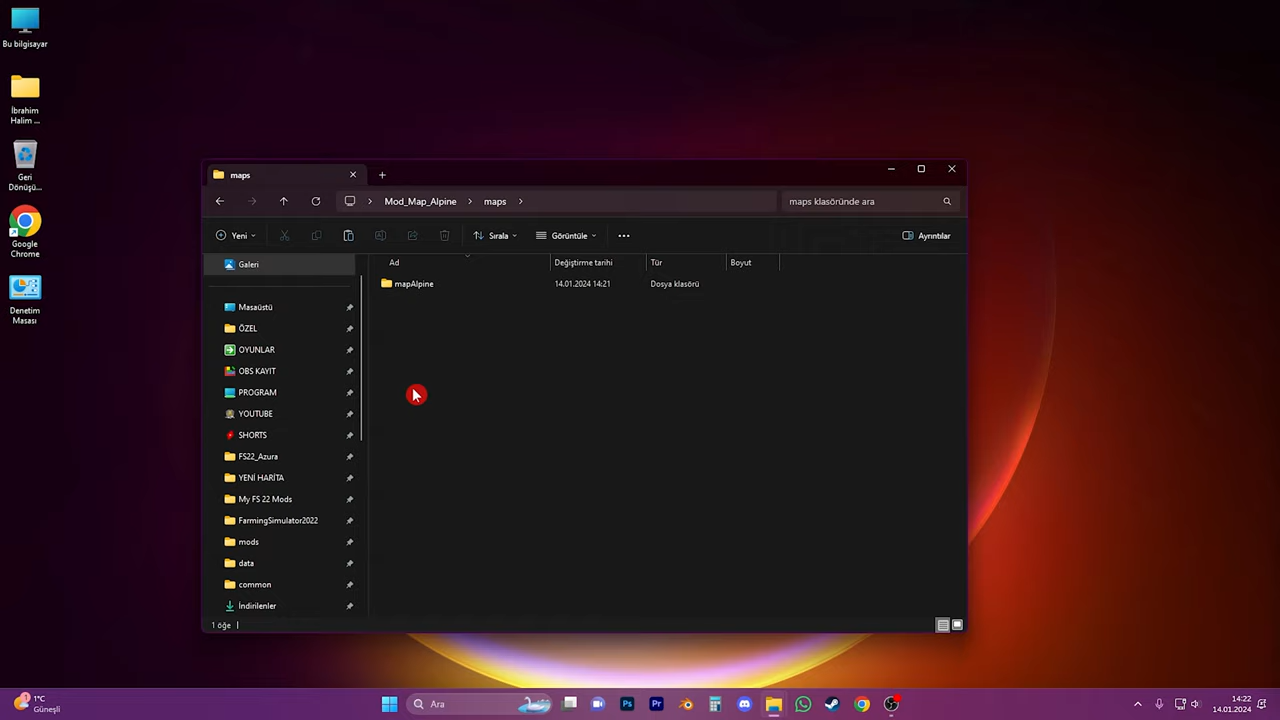 Bu bilgisayar
İbrahim
Halim ...
Geri
Dönüşü...
Google
Chrome
Denetim
Masası
maps
Mod_Map_Alpine
maps
maps klasöründe ara
Yeni
Sırala
Görüntüle
Ayrıntılar
Galeri
Masaüstü
ÖZEL
OYUNLAR
OBS KAYIT
PROGRAM
YOUTUBE
SHORTS
FS22_Azura
YENİ HARİTA
My FS 22 Mods
FarmingSimulator2022
mods
data
common
İndirilenler
Ad
Değiştirme tarihi
Tür
Boyut
mapAlpine
14.01.2024 14:21
Dosya klasörü
1 öğe
1
1°C
Güneşli
Ara
Ps
Pr
14:22
14.01.2024